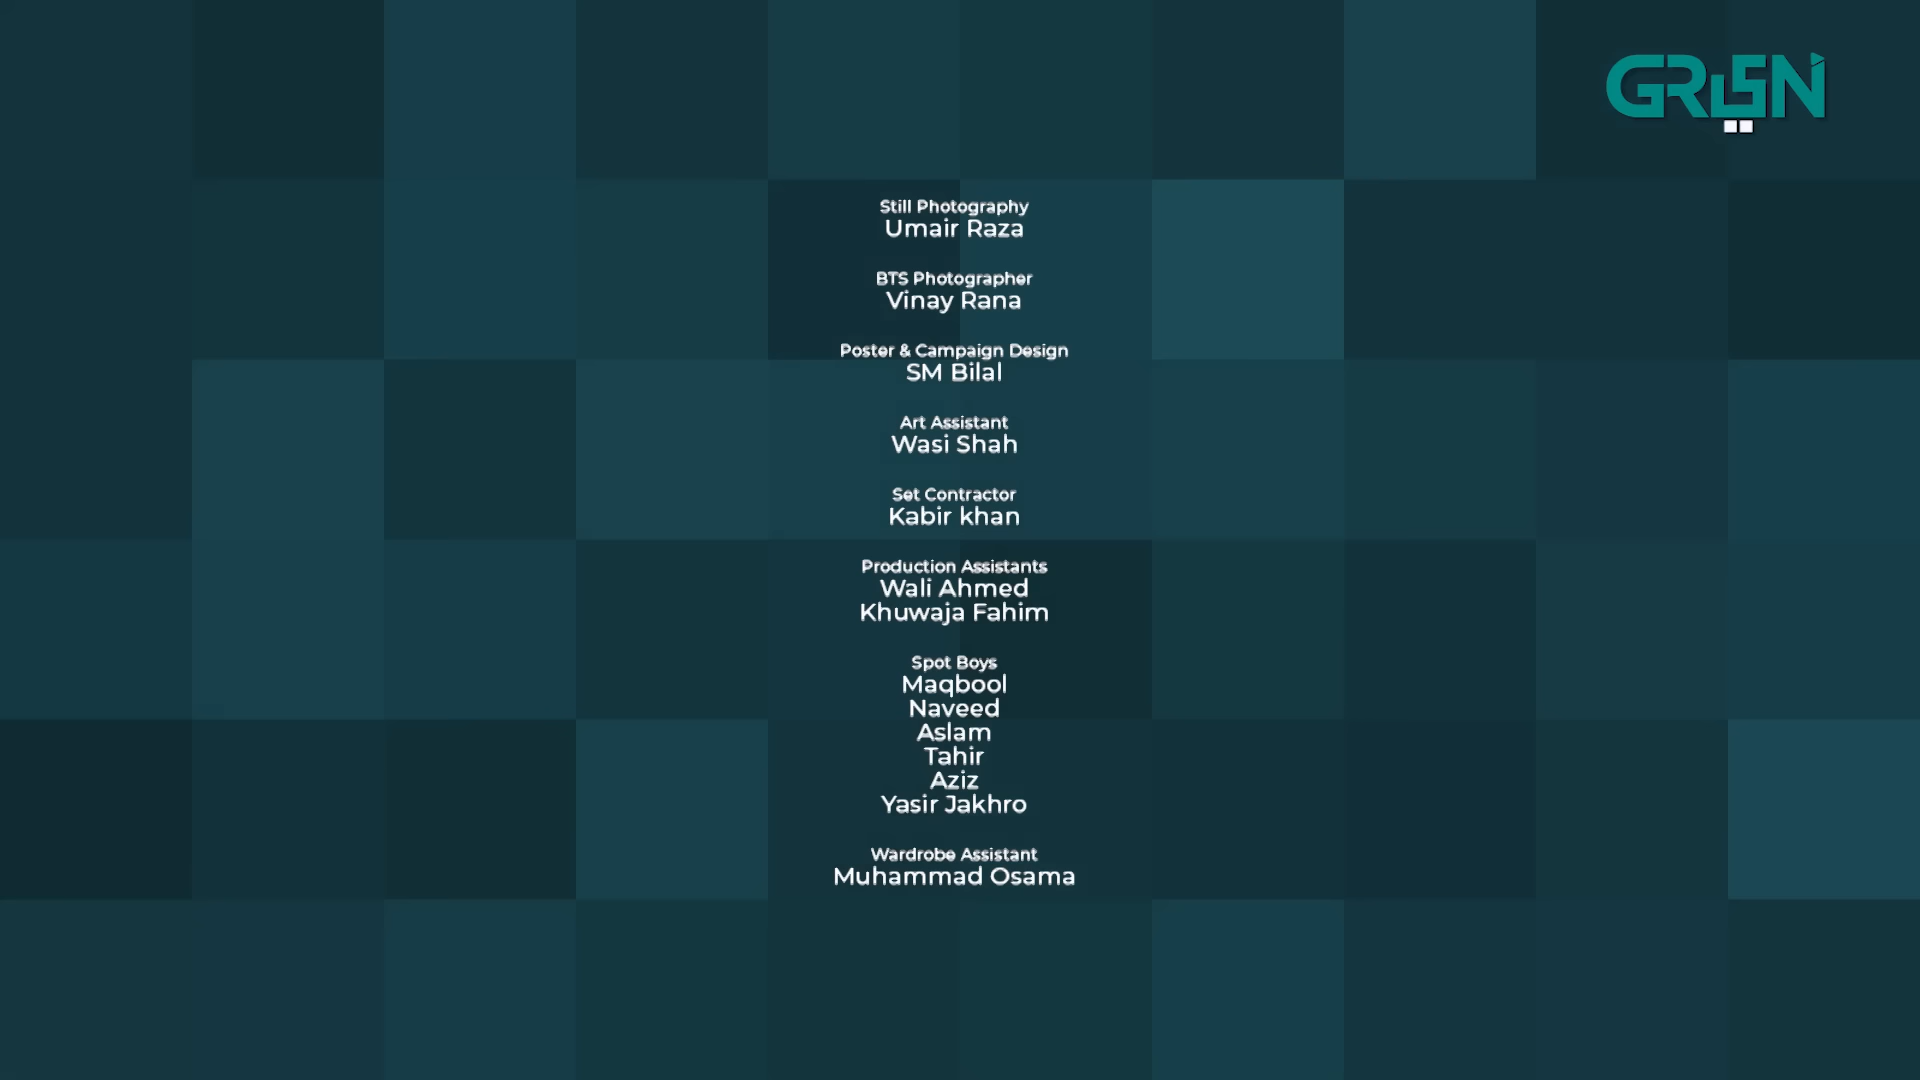 GREEN
Still Photography
Umair Raza
BTS Photographer
Vinay Rana
Poster & Campaign Design
SM Bilal
Art Assistant
Wasi Shah
Set Contractor
Kabir khan
Production Assistants
Wali Ahmed
Khuwaja Fahim
Spot Boys
Maqbool
Naveed
Aslam
Tahir
Aziz
Yasir Jakhro
Wardrobe Assistant
Muhammad Osama